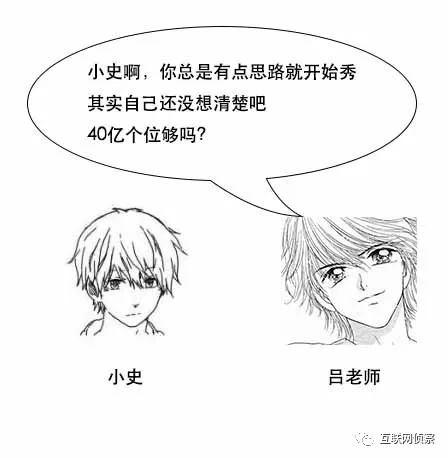 小史啊，你总是有点思路就开始秀
其实自己还没想清楚吧
40亿个位够吗？
小史
吕老师
互联网侦察